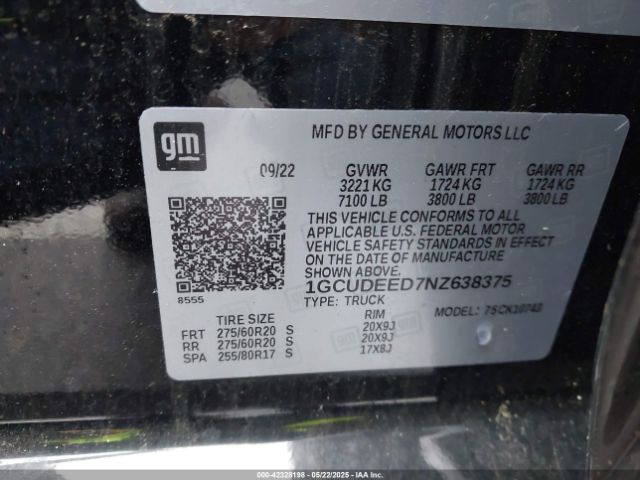 gm
MFD BY GENERAL MOTORS LLC
09/22 GVWR GAWR FRT GAWR RR
3221 KG 1724 KG 1724 KG
7100 LB 3800 LB 3800 LB
THIS VEHICLE CONFORMS TO ALL
APPLICABLE U.S. FEDERAL MOTOR
VEHICLE SAFETY STANDARDS IN EFFECT
ON THE DATE OF MANUFACTURE
SHOWN ABOVE.
1GCUDEED7NZ638375
8555
TYPE: TRUCK
MODEL: 7SCK10743
TIRE SIZE RIM
FRT 275/60R20 S 20X9J
RR 275/60R20 S 20X9J
SPA 255/80R17 S 17X8J
000-42328198 - 05/22/2025 - IAAI.COM